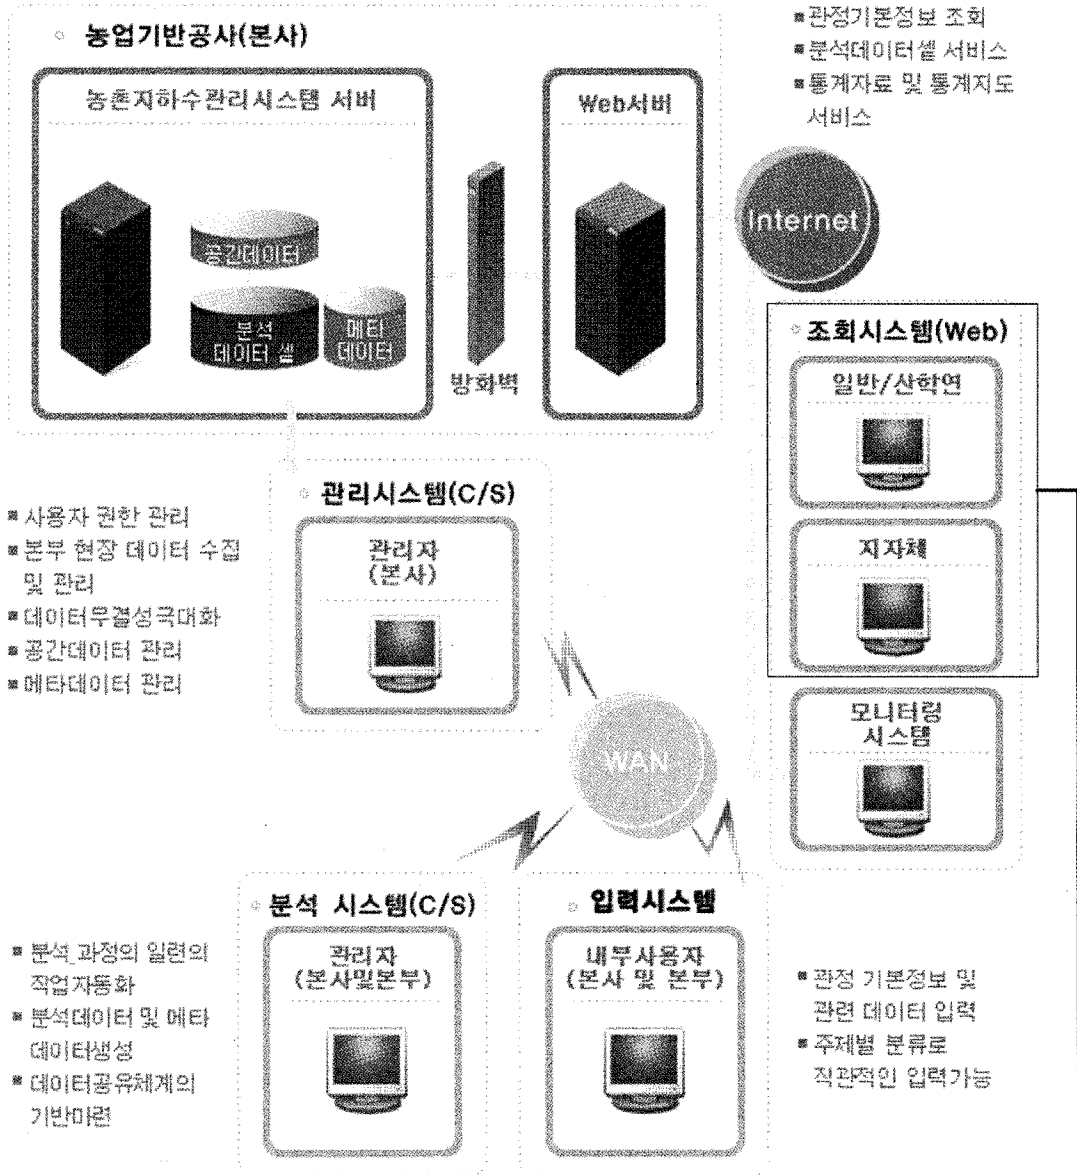 농업기반공사(본사)
농촌지하수관리시스템 서버
공간데이터
분석
데이터 셀
메타
데이터
방화벽
Web서버
■관정기본정보 조회
■분석데이터셀 서비스
■통계자료 및 통계지도
서비스
Internet
조회시스템(Web)
일반/산학연
지자체
모니터링
시스템
관리시스템(C/S)
관리자
(본사)
■사용자 권한 관리
■본부 현장 데이터 수집
및 관리
■데이터무결성극대화
■공간데이터 관리
■메타데이터 관리
WAN
분석 시스템(C/S)
관리자
(본사및본부)
■분석 과정의 일련의
작업자동화
■분석데이터 및 메타
데이터생성
■데이터공유체계의
기반마련
입력시스템
내부사용자
(본사 및 본부)
■관정 기본정보 및
관련 데이터 입력
■주제별 분류로
직관적인 입력가능